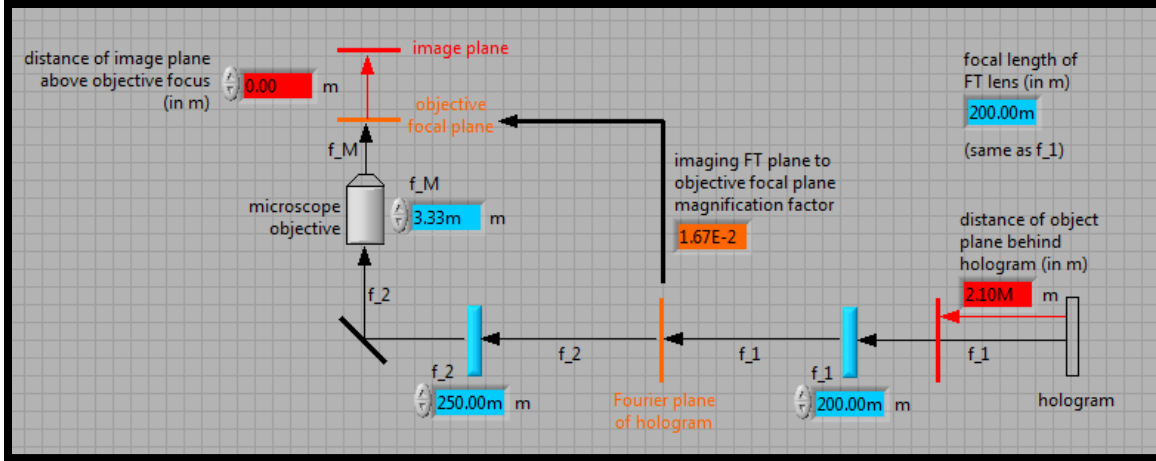 distance of image plane
above objective focus
(in m)
0.00
m
image plane
objective
focal plane
f_M
microscope
objective
f_M
3.33m
m
imaging FT plane to
objective focal plane
magnification factor
1.67E-2
focal length of
FT lens (in m)
200.00m
(same as f_1)
distance of object
plane behind
hologram (in m)
2.10M
m
f_2
f_2
250.00m
m
f_2
Fourier plane
of hologram
f_1
f_1
200.00m
m
f_1
hologram